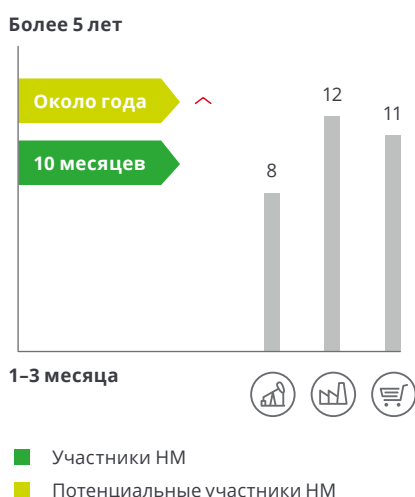 Более 5 лет
Около года
10 месяцев
8
12
11
1–3 месяца
Участники НМ
Потенциальные участники НМ